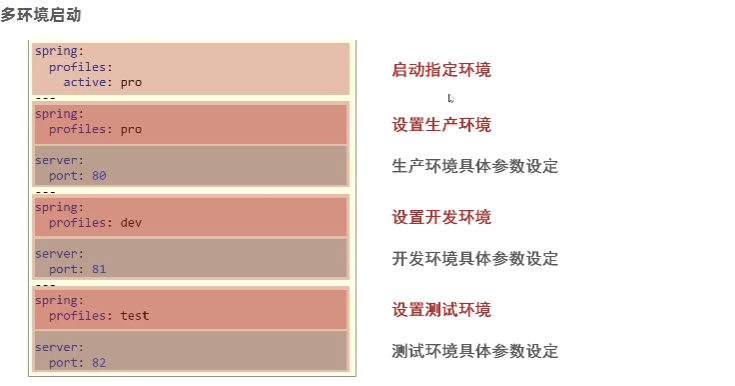 多环境启动
spring:
  profiles:
    active: pro
启动指定环境
---
spring:
  profiles: pro
设置生产环境
server:
  port: 80
生产环境具体参数设定
---
spring:
  profiles: dev
设置开发环境
server:
  port: 81
开发环境具体参数设定
---
spring:
  profiles: test
设置测试环境
server:
  port: 82
测试环境具体参数设定